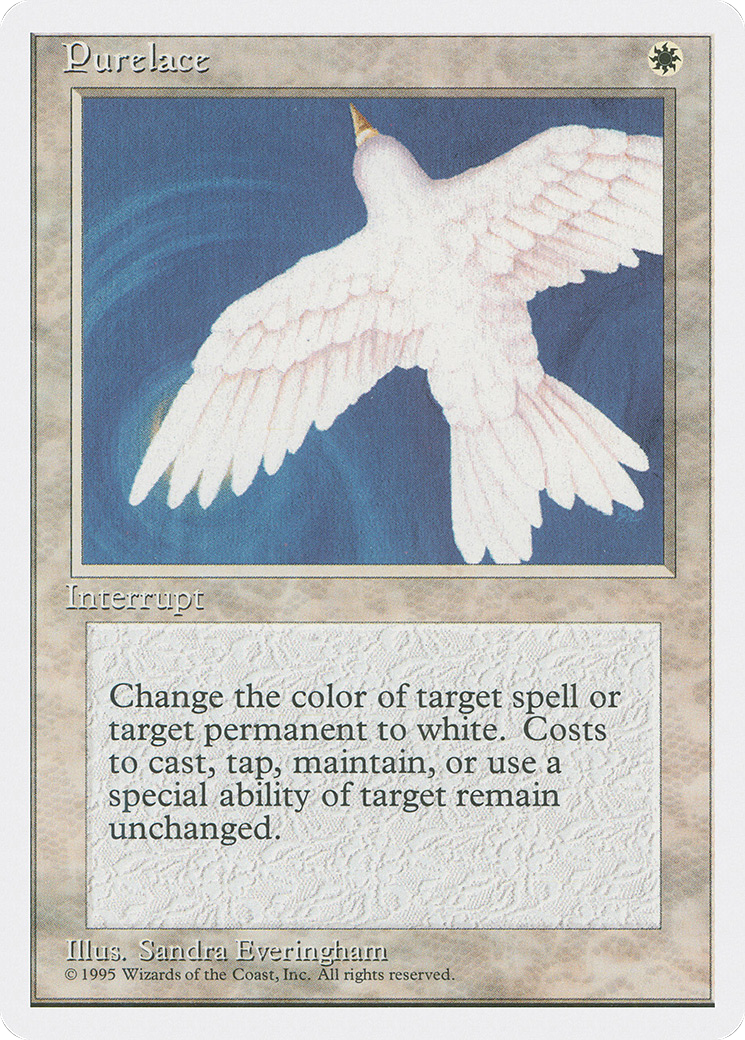 Purelace
Interrupt
Change the color of target spell or
target permanent to white. Costs
to cast, tap, maintain, or use a
special ability of target remain
unchanged.
Illus. Sandra Everingham
© 1995 Wizards of the Coast, Inc. All rights reserved.